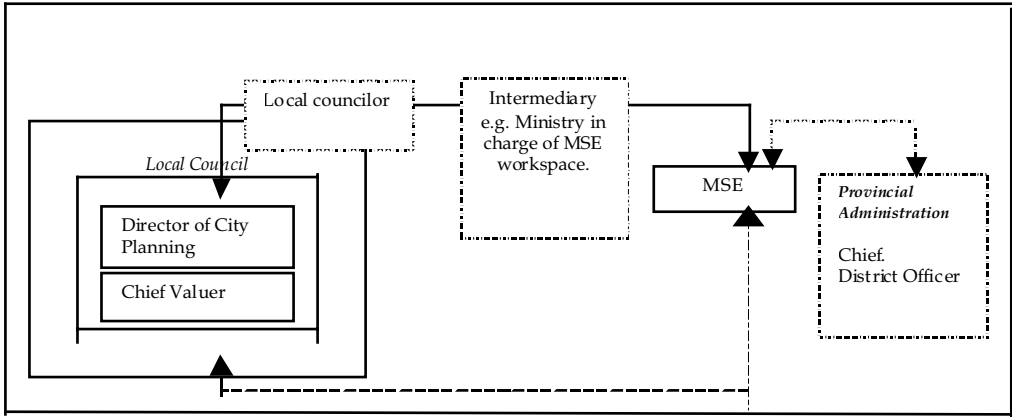 Local councilor
Intermediary
e.g. Ministry in
charge of MSE
workspace.
Local Council
MSE
Provincial
Administration
Chief.
District Officer
Director of City
Planning
Chief Valuer